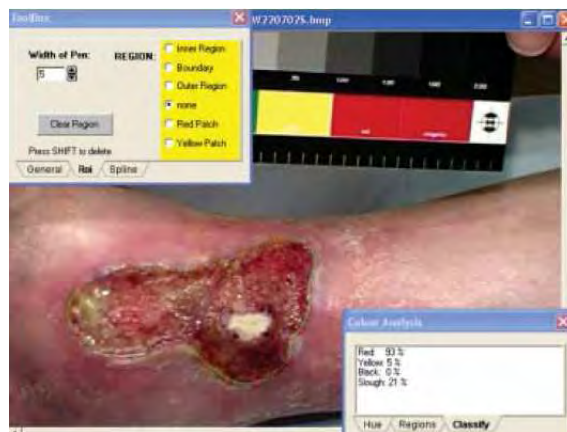 Toolbox
W2207025.bmp
Width of Pen:
5
REGION:
Inner Region
Boundary
Outer Region
none
Red Patch
Yellow Patch
Clear Region
Press SHIFT to delete
General
Roi
Spline
Colour Analysis
Red: 93 %
Yellow: 5 %
Black: 0 %
Slough: 21 %
Hue
Regions
Classify